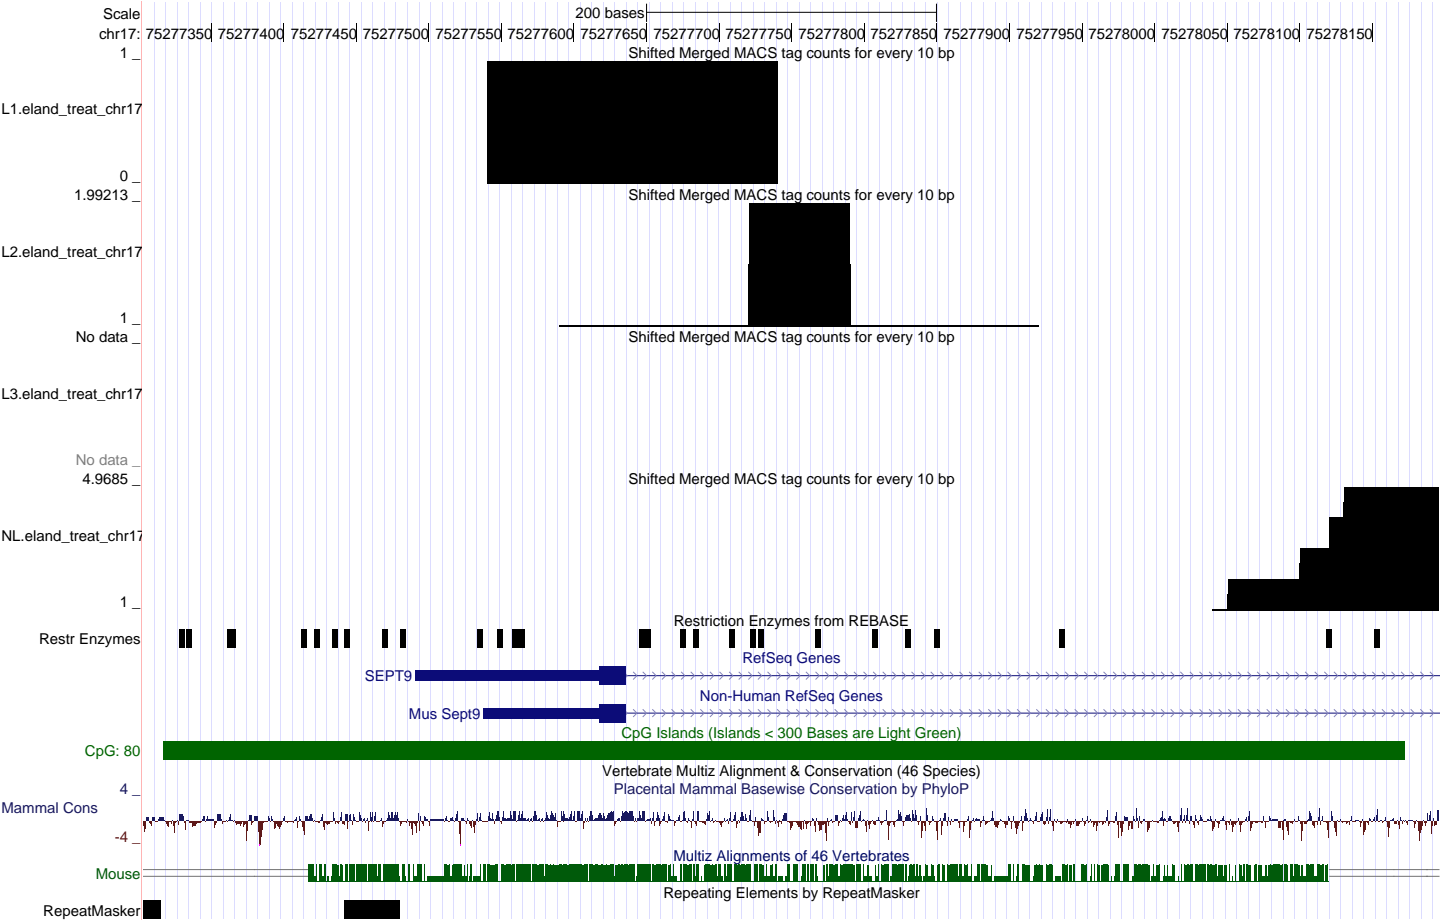 Scale 200 bases
chr17: 75277350 75277400 75277450 75277500 75277550 75277600 75277650 75277700 75277750 75277800 75277850 75277900 75277950 75278000 75278050 75278100 75278150
Shifted Merged MACS tag counts for every 10 bp
1 _
L1.eland_treat_chr17
0 _
Shifted Merged MACS tag counts for every 10 bp
1.99213 _
L2.eland_treat_chr17
1 _
Shifted Merged MACS tag counts for every 10 bp
No data _
L3.eland_treat_chr17
No data _
Shifted Merged MACS tag counts for every 10 bp
4.9685 _
NL.eland_treat_chr17
1 _
Restriction Enzymes from REBASE
Restr Enzymes
RefSeq Genes
SEPT9
Non-Human RefSeq Genes
Mus Sept9
CpG Islands (Islands < 300 Bases are Light Green)
CpG: 80
Vertebrate Multiz Alignment & Conservation (46 Species)
Placental Mammal Basewise Conservation by PhyloP
4 _
Mammal Cons
-4 _
Multiz Alignments of 46 Vertebrates
Mouse
Repeating Elements by RepeatMasker
RepeatMasker